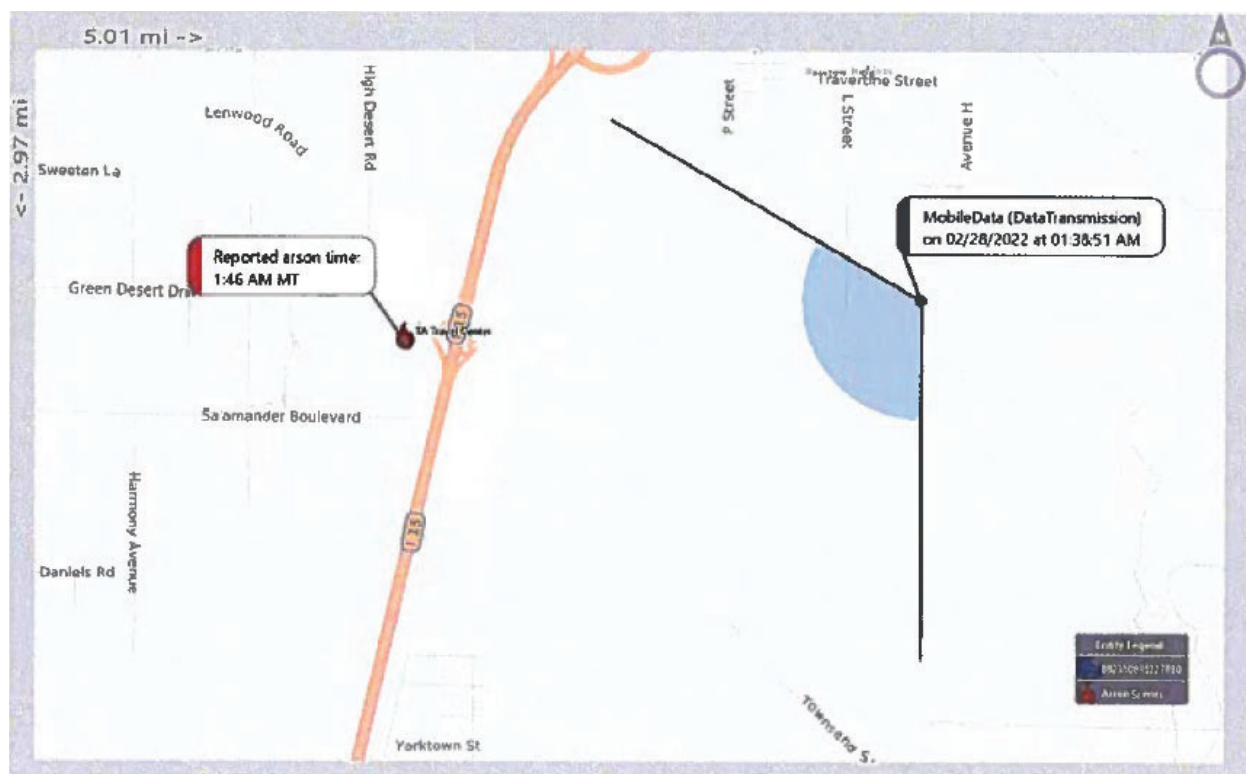 5.01 mi ->
<- 2.97 mi
N
Travertine Street
High Desert Rd
P Street
L Street
Avenue H
Lenwood Road
Sweeten La
MobileData (DataTransmission)
on 02/28/2022 at 01:38:51 AM
Reported arson time:
1:46 AM MT
Green Desert Dri
TA Travel Center
Salamander Boulevard
Harmony Avenue
Daniels Rd
Townsend S.
Yorktown St
Entity Legend
Arson Scenes